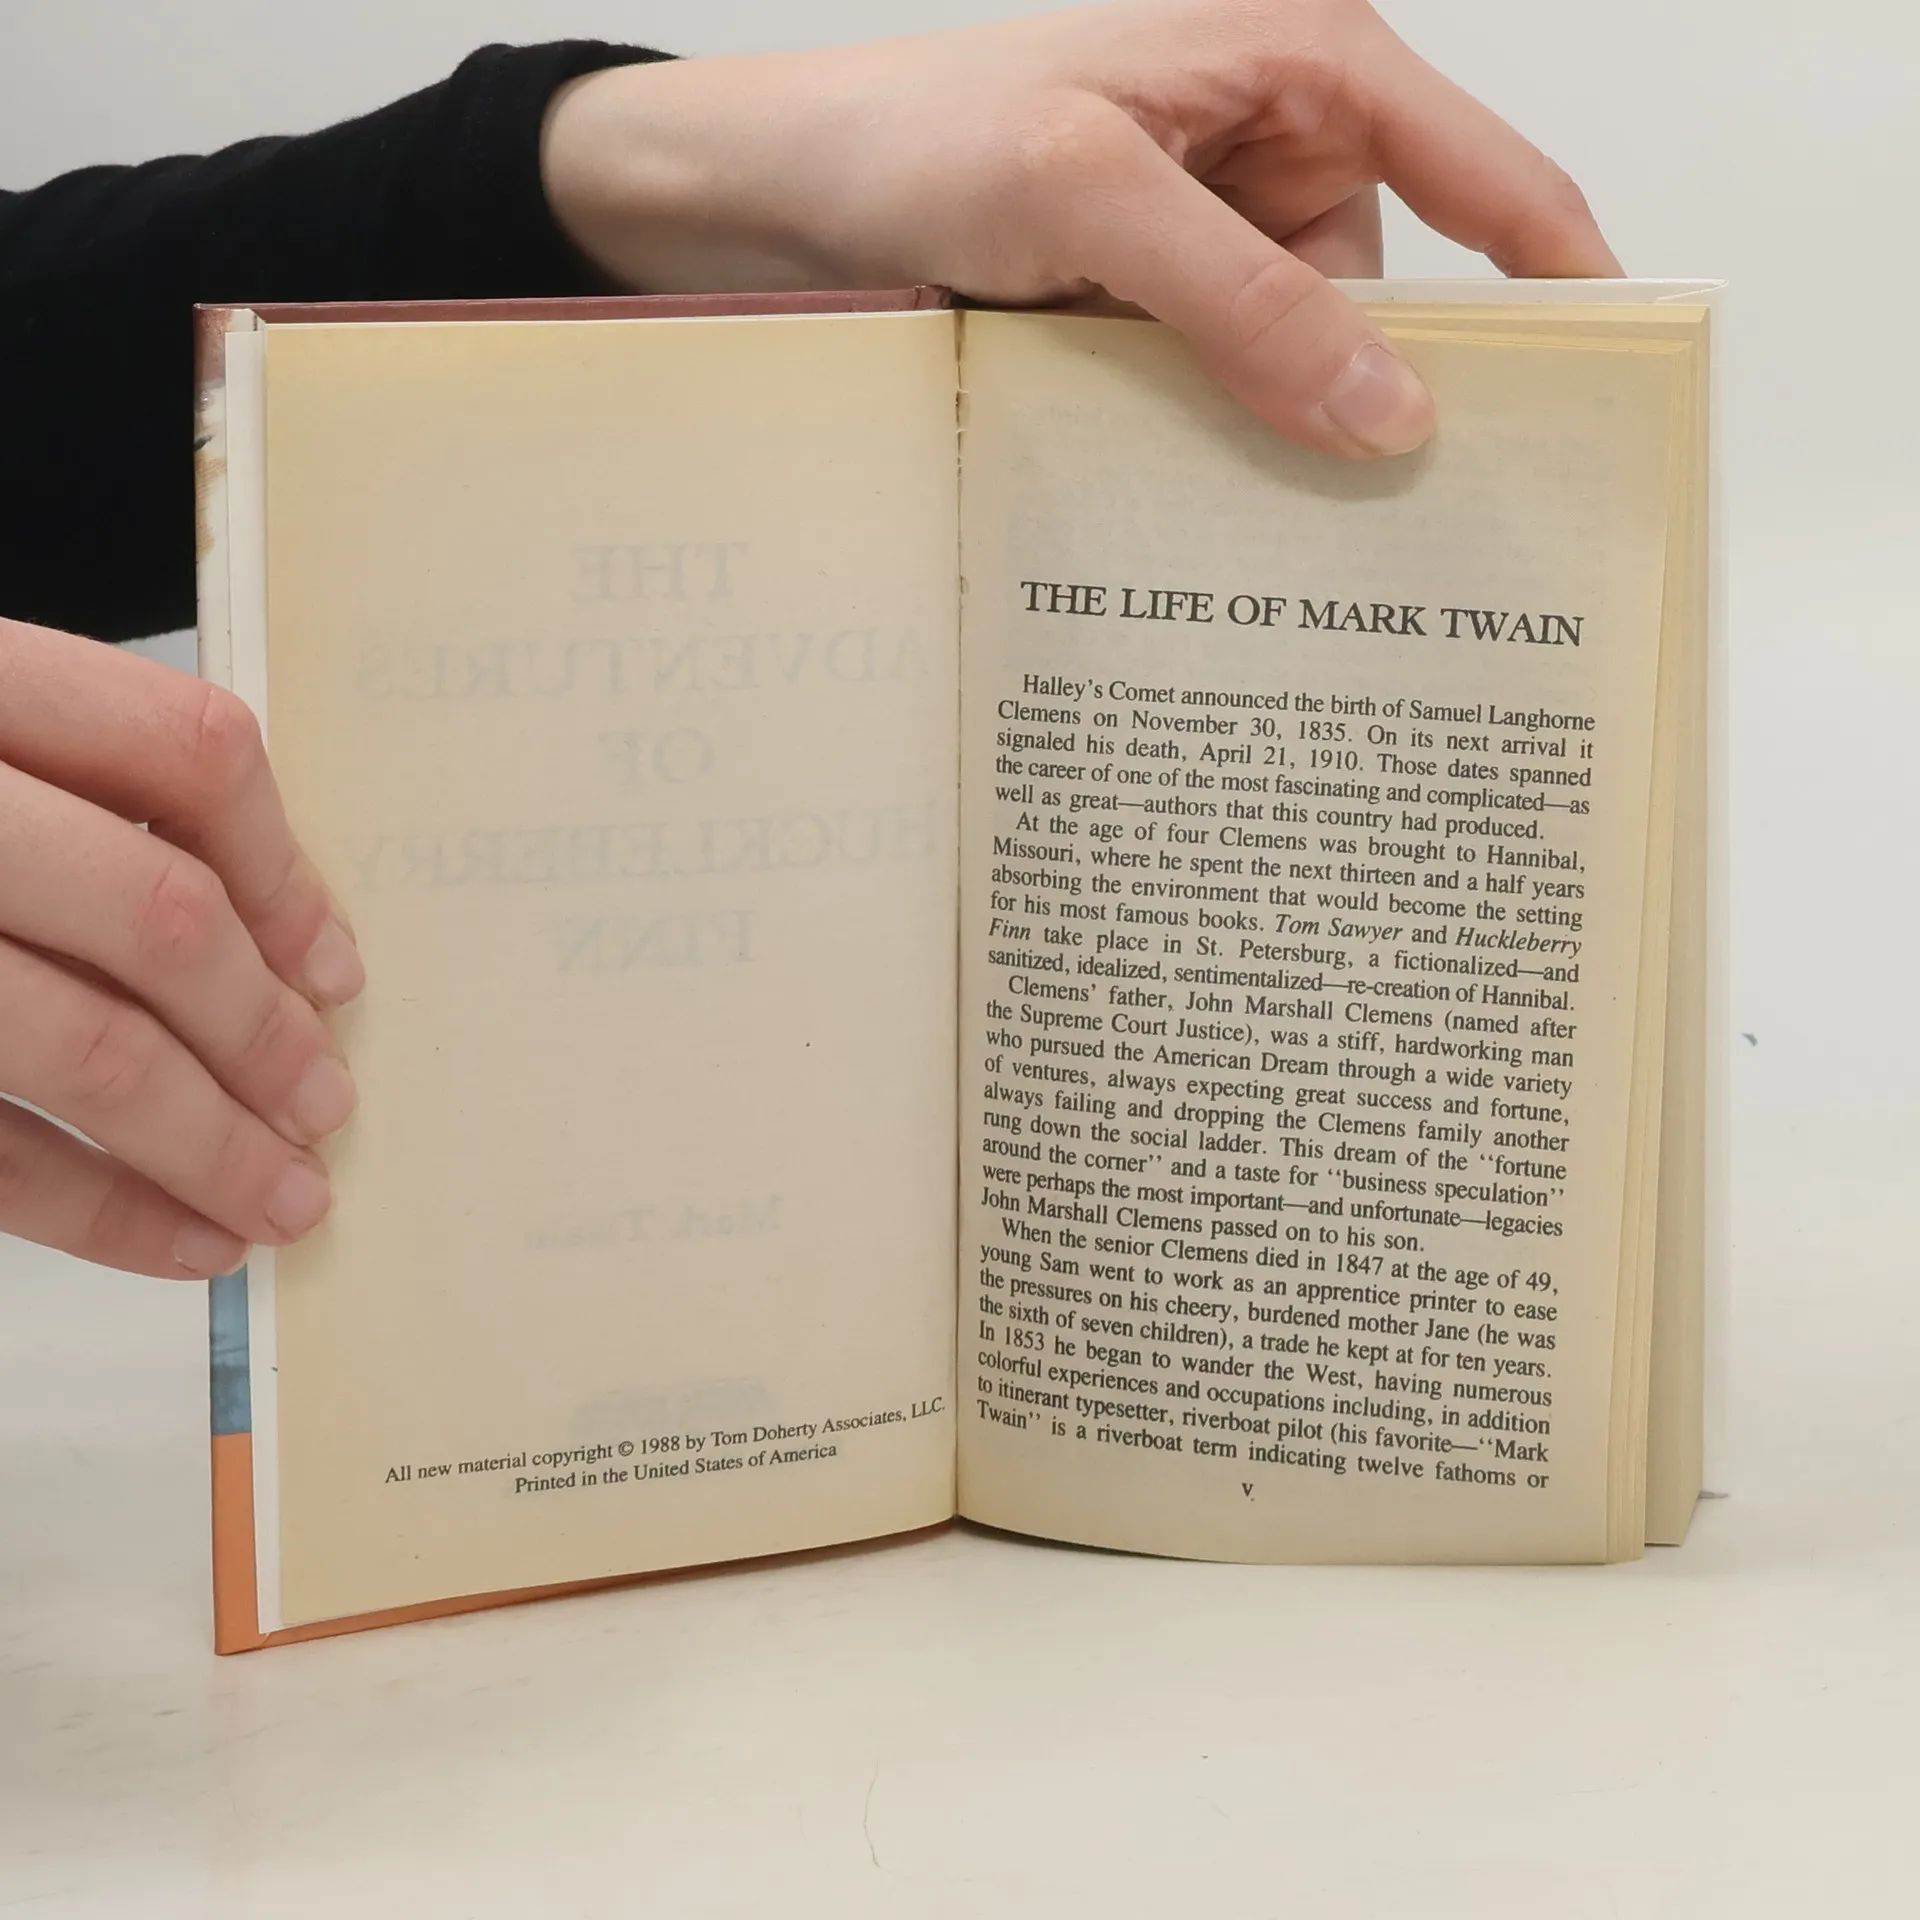 THE
ADVENTURES
OF
HUCKLEBERRY
FINN
Mark Twain
All new material copyright © 1988 by Tom Doherty Associates, LLC.
Printed in the United States of America
THE LIFE OF MARK TWAIN
Halley's Comet announced the birth of Samuel Langhorne
Clemens on November 30, 1835. On its next arrival it
signaled his death, April 21, 1910. Those dates spanned
the career of one of the most fascinating and complicated—as
well as great—authors that this country had produced.
At the age of four Clemens was brought to Hannibal,
Missouri, where he spent the next thirteen and a half years
absorbing the environment that would become the setting
for his most famous books. Tom Sawyer and Huckleberry
Finn take place in St. Petersburg, a fictionalized—and
sanitized, idealized, sentimentalized—re-creation of Hannibal.
Clemens' father, John Marshall Clemens (named after
the Supreme Court Justice), was a stiff, hardworking man
who pursued the American Dream through a wide variety
of ventures, always expecting great success and fortune,
always failing and dropping the Clemens family another
rung down the social ladder. This dream of the ‘‘fortune
around the corner’’ and a taste for ‘‘business speculation’’
were perhaps the most important—and unfortunate—legacies
John Marshall Clemens passed on to his son.
When the senior Clemens died in 1847 at the age of 49,
young Sam went to work as an apprentice printer to ease
the pressures on his cheery, burdened mother Jane (he was
the sixth of seven children), a trade he kept at for ten years.
In 1853 he began to wander the West, having numerous
colorful experiences and occupations including, in addition
to itinerant typesetter, riverboat pilot (his favorite—‘‘Mark
Twain’’ is a riverboat term indicating twelve fathoms or
v